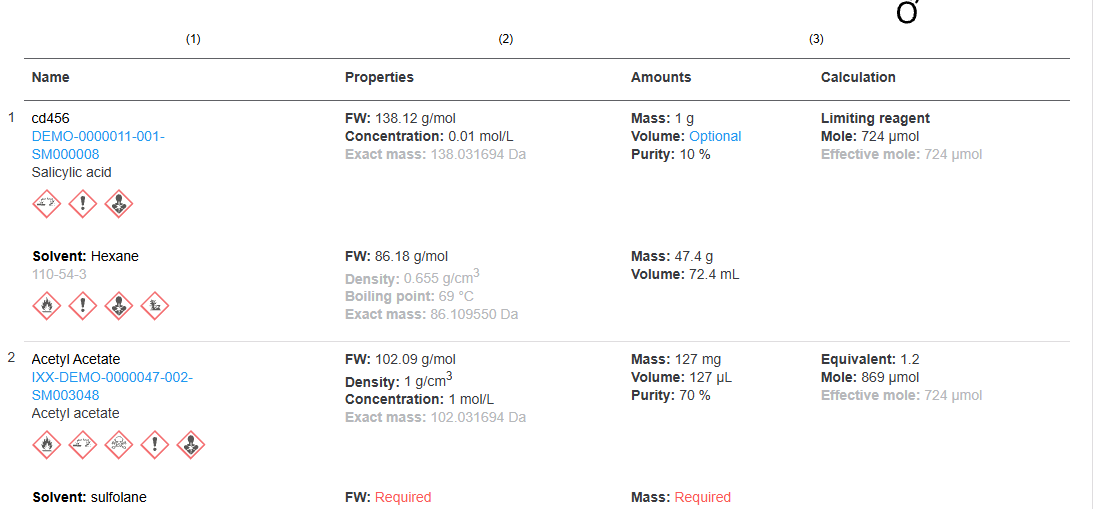 O
(1) (2) (3)
Name Properties Amounts Calculation
1 cd456 FW: 138.12 g/mol Mass: 1 g Limiting reagent
DEMO-0000011-001- Concentration: 0.01 mol/L Volume: Optional Mole: 724 µmol
SM000008 Exact mass: 138.031694 Da Purity: 10 % Effective mole: 724 µmol
Salicylic acid
Solvent: Hexane FW: 86.18 g/mol Mass: 47.4 g
110-54-3 Density: 0.655 g/cm³ Volume: 72.4 mL
Boiling point: 69 °C
Exact mass: 86.109550 Da
2 Acetyl Acetate FW: 102.09 g/mol Mass: 127 mg Equivalent: 1.2
IXX-DEMO-0000047-002- Density: 1 g/cm³ Volume: 127 µL Mole: 869 µmol
SM003048 Concentration: 1 mol/L Purity: 70 % Effective mole: 724 µmol
Acetyl acetate Exact mass: 102.031694 Da
Solvent: sulfolane FW: Required Mass: Required